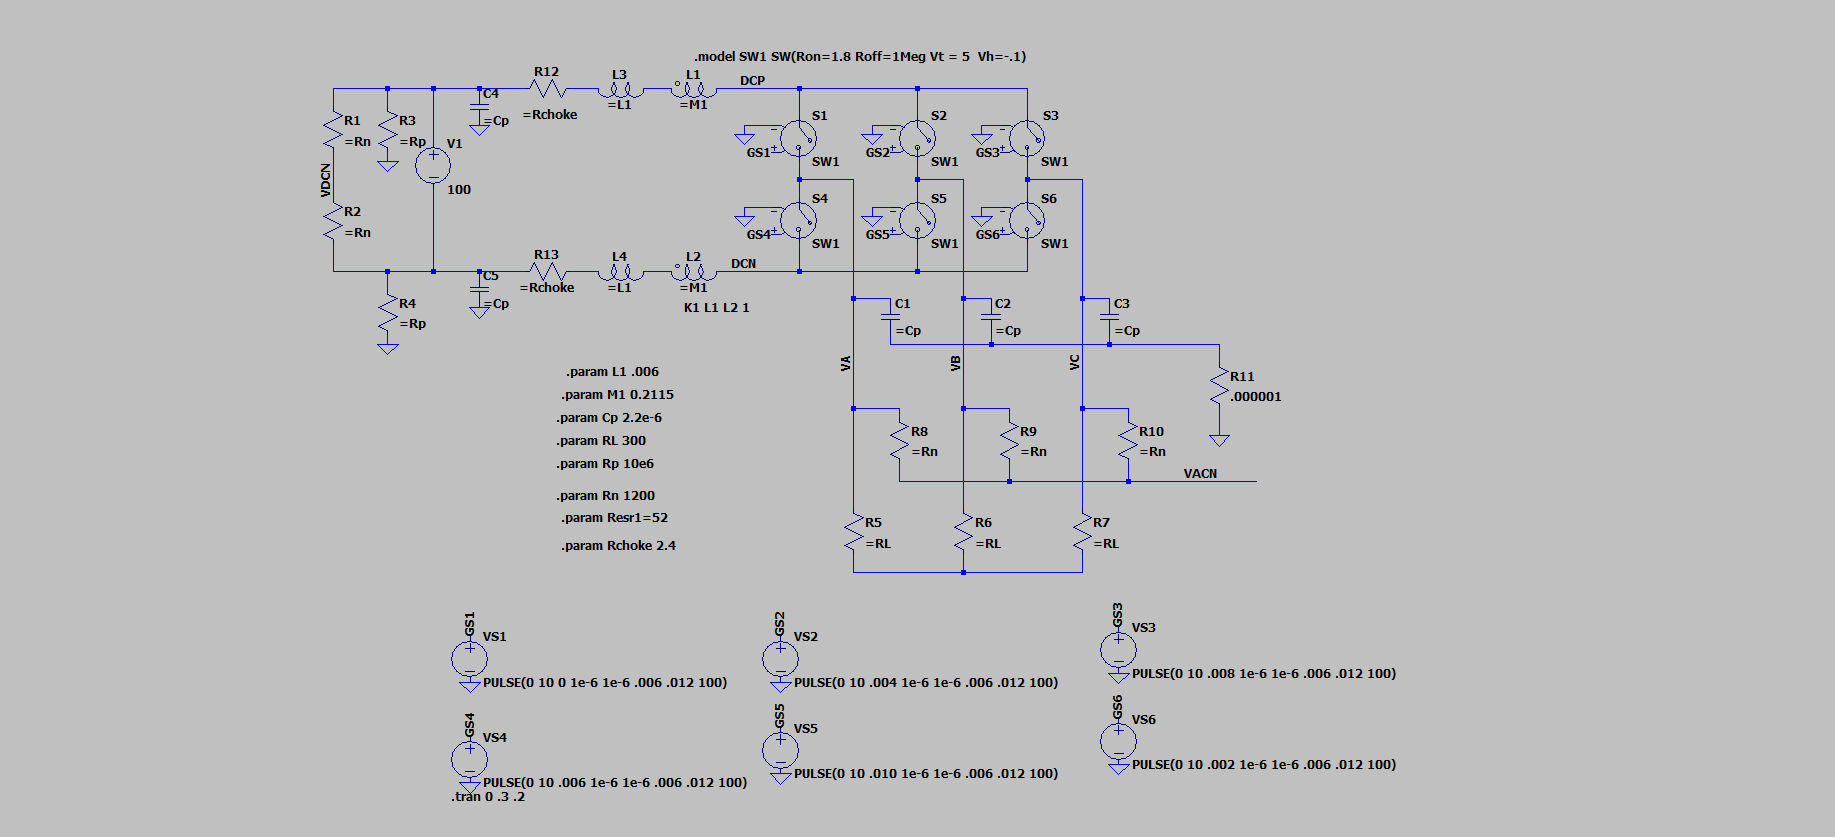 .model SW1 SW(Ron=1.8 Roff=1Meg Vt = 5 Vh=-.1)
R12
L3
L1
DCP
=Rchoke
=L1
=M1
C4
=Cp
R1
=Rn
R3
=Rp
V1
100
VDCN
R2
=Rn
S1
GS1
SW1
S2
GS2
SW1
S3
GS3
SW1
S4
GS4
SW1
S5
GS5
SW1
S6
GS6
SW1
R13
L4
L2
DCN
=Rchoke
=L1
=M1
K1 L1 L2 1
C5
=Cp
R4
=Rp
C1
=Cp
C2
=Cp
C3
=Cp
VA
VB
VC
R11
.000001
.param L1 .006
.param M1 0.2115
.param Cp 2.2e-6
.param RL 300
.param Rp 10e6
.param Rn 1200
.param Resr1=52
.param Rchoke 2.4
R8
=Rn
R9
=Rn
R10
=Rn
VACN
R5
=RL
R6
=RL
R7
=RL
GS1
VS1
PULSE(0 10 0 1e-6 1e-6 .006 .012 100)
GS2
VS2
PULSE(0 10 .004 1e-6 1e-6 .006 .012 100)
GS3
VS3
PULSE(0 10 .008 1e-6 1e-6 .006 .012 100)
GS4
VS4
PULSE(0 10 .006 1e-6 1e-6 .006 .012 100)
.tran 0 .3 .2
GS5
VS5
PULSE(0 10 .010 1e-6 1e-6 .006 .012 100)
GS6
VS6
PULSE(0 10 .002 1e-6 1e-6 .006 .012 100)